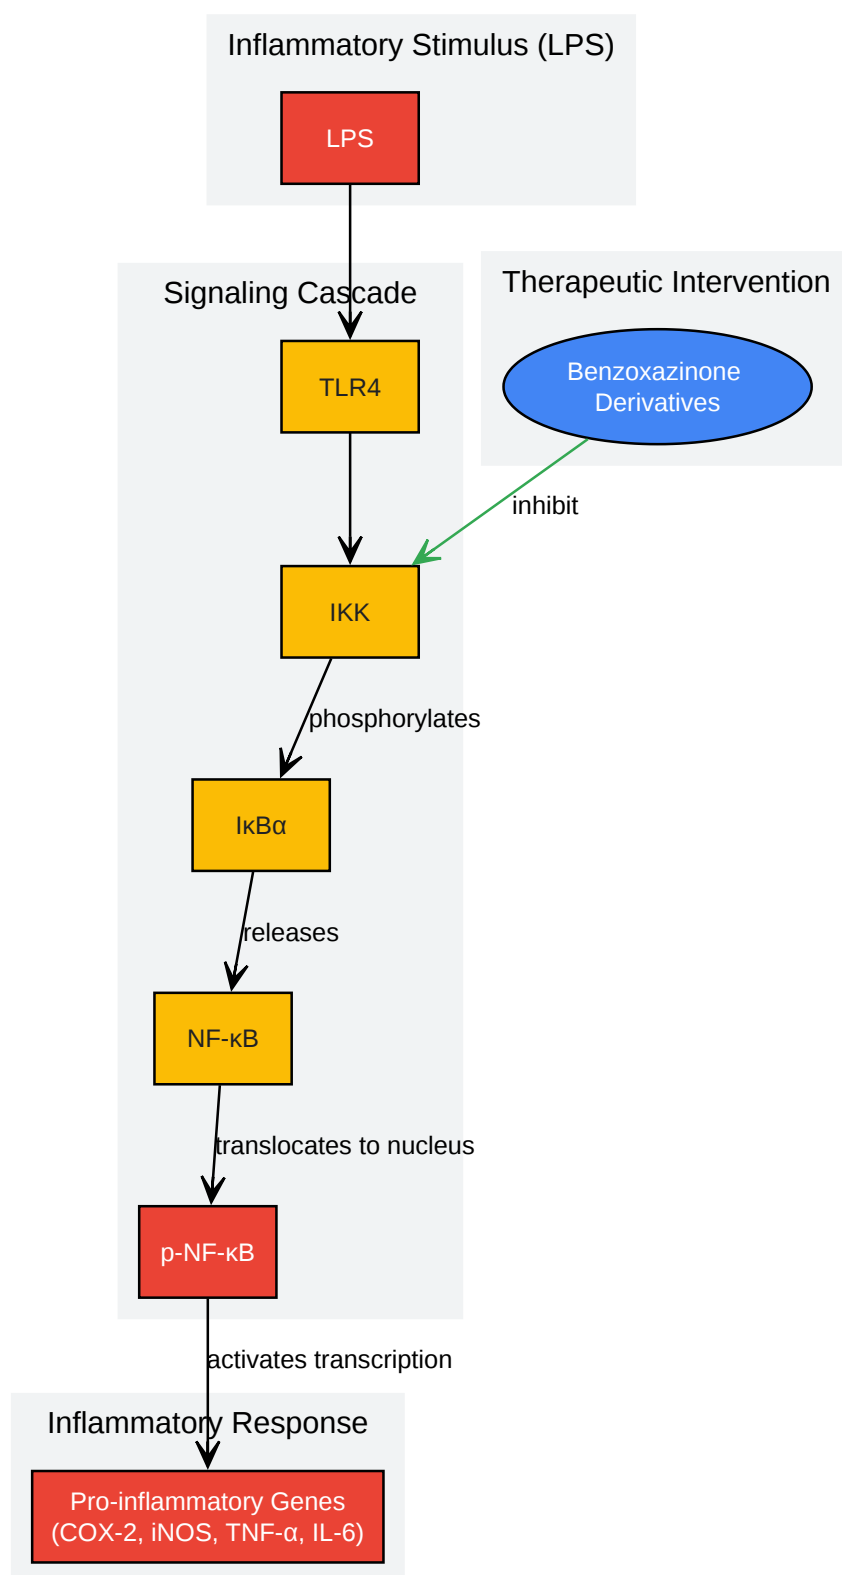 Inflammatory Stimulus (LPS)
LPS
Signaling Cascade
Therapeutic Intervention
TLR4
Benzoxazinone
Derivatives
inhibit
IKK
phosphorylates
IκBα
releases
NF-κB
translocates to nucleus
p-NF-κB
activates transcription
Inflammatory Response
Pro-inflammatory Genes
(COX-2, iNOS, TNF-α, IL-6)